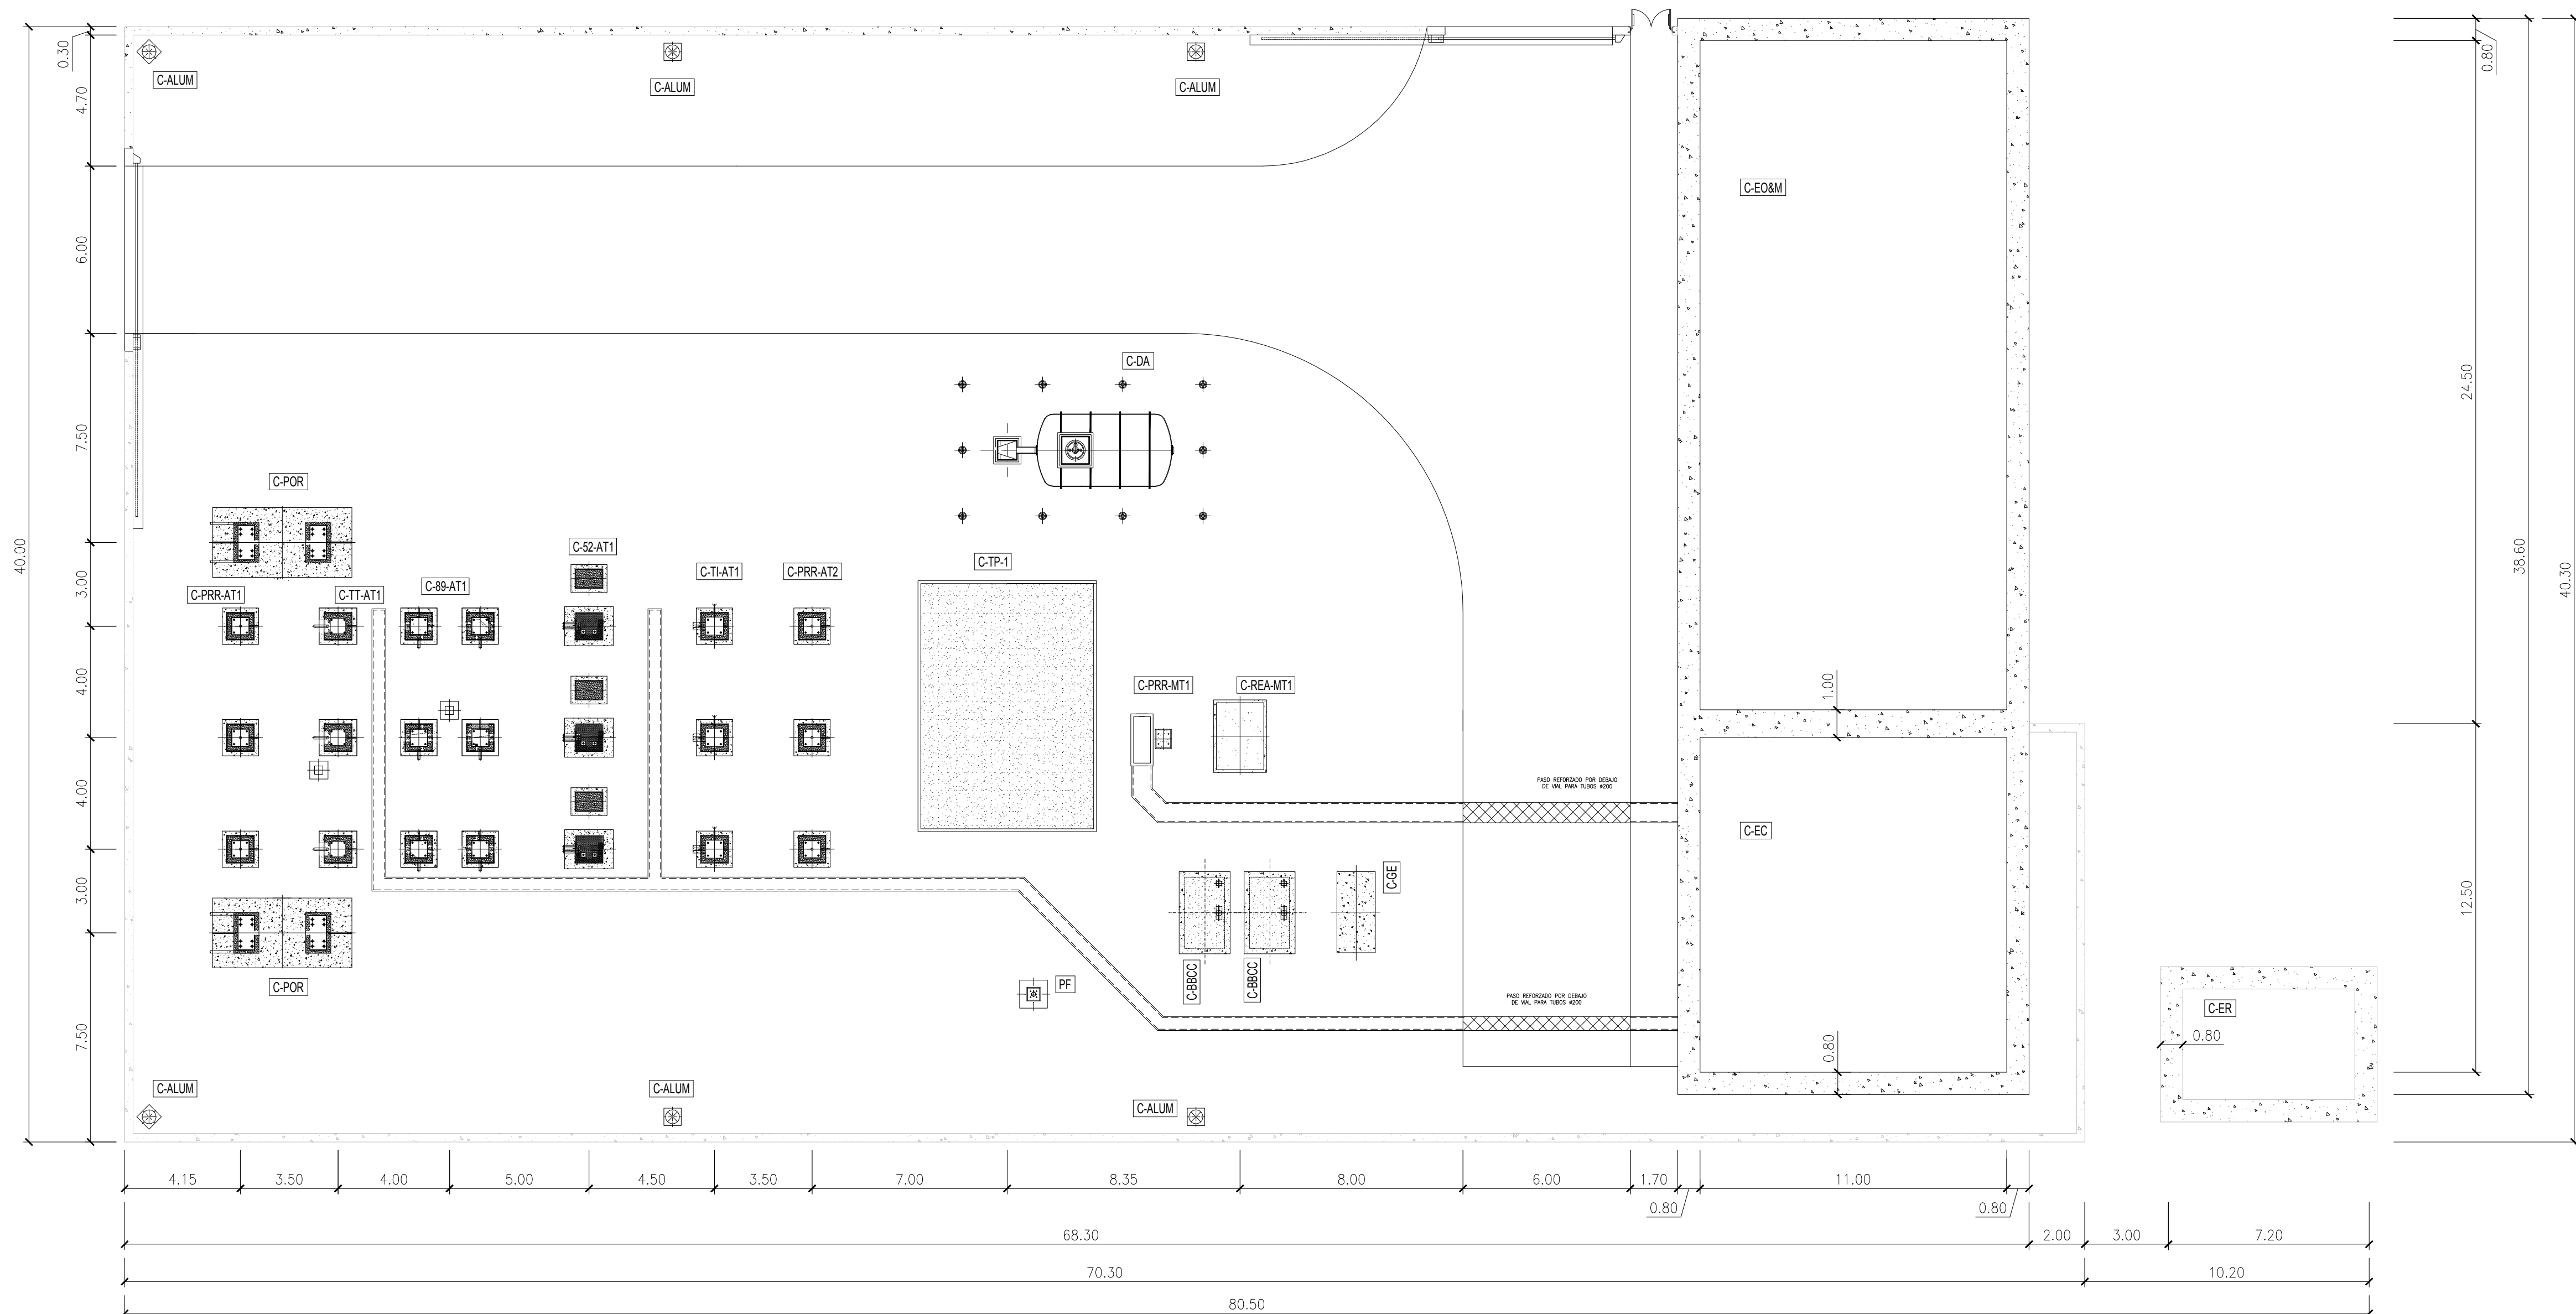 0.30
4.70
6.00
7.50
3.00
4.00
4.00
3.00
7.50
40.00
C-ALUM
C-ALUM
C-ALUM
C-EO&M
0.80
24.50
38.60
40.30
12.50
C-DA
C-POR
C-52-AT1
C-TP-1
C-TI-AT1
C-PRR-AT2
C-89-AT1
C-PRR-AT1
C-TT-AT1
C-PRR-MT1
C-REA-MT1
1.00
PASO REFORZADO POR DEBAJO
DE VIAL PARA TUBOS ø200
C-EC
C-GE
C-BBCC
C-BBCC
C-POR
PF
PASO REFORZADO POR DEBAJO
DE VIAL PARA TUBOS ø200
C-ER
0.80
0.80
C-ALUM
C-ALUM
C-ALUM
4.15
3.50
4.00
5.00
4.50
3.50
7.00
8.35
8.00
6.00
1.70
0.80
11.00
0.80
68.30
2.00
3.00
7.20
70.30
10.20
80.50